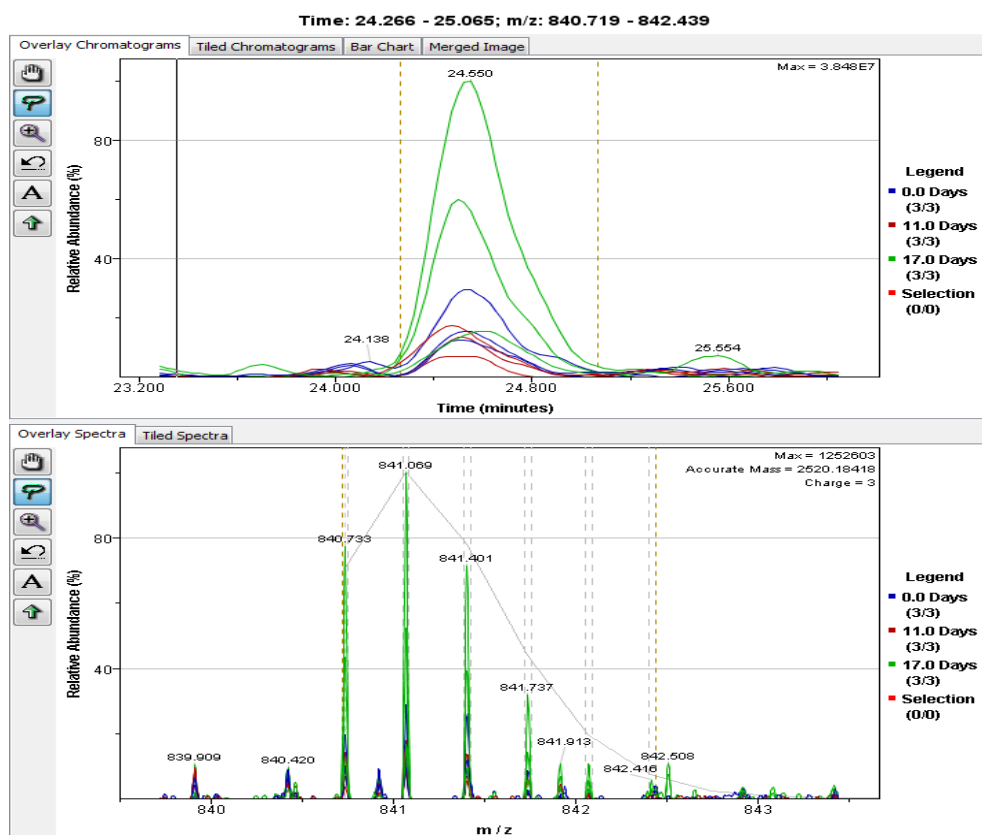 Time: 24.266 - 25.065; m/z: 840.719 - 842.439
Overlay Chromatograms Tiled Chromatograms Bar Chart Merged Image
Max = 3.848E7
24.550
80
40
24.138
25.554
Relative Abundance (%)
23.200 24.000 24.800 25.600
Time (minutes)
Legend
0.0 Days
(3/3)
11.0 Days
(3/3)
17.0 Days
(3/3)
Selection
(0/0)
A
Overlay Spectra Tiled Spectra
Max = 1252603
Accurate Mass = 2520.18418
Charge = 3
841.069
840.733
80
841.401
40
841.737
841.913
839.909
840.420
842.416
842.508
Relative Abundance (%)
840 841 842 843
m / z
Legend
0.0 Days
(3/3)
11.0 Days
(3/3)
17.0 Days
(3/3)
Selection
(0/0)
A